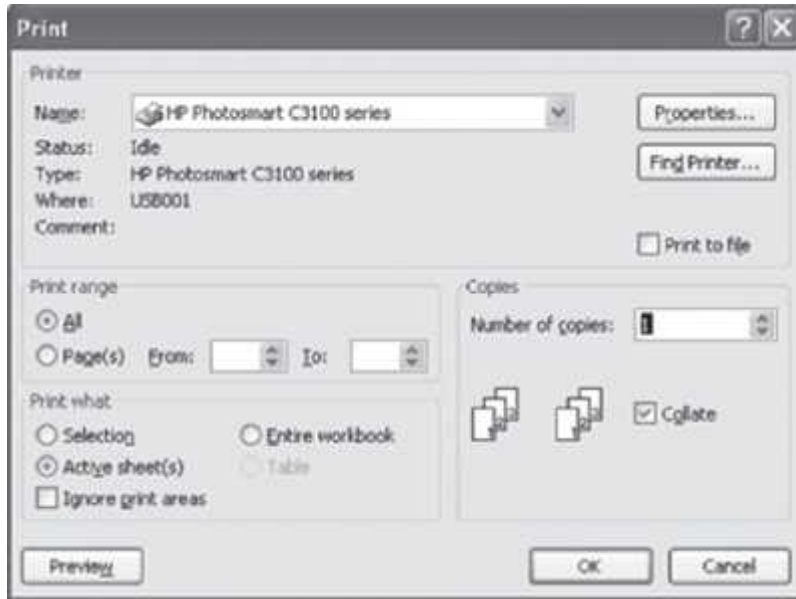 Print
Printer
Name: HP Photosmart C3100 series Properties...
Status: Idle
Type: HP Photosmart C3100 series Find Printer...
Where: USB001
Comment:
Print to file
Print range
All
Page(s) From: To:
Copies
Number of copies: 1
Collate
Print what
Selection Entire workbook
Active sheet(s) Table
Ignore print areas
Preview OK Cancel